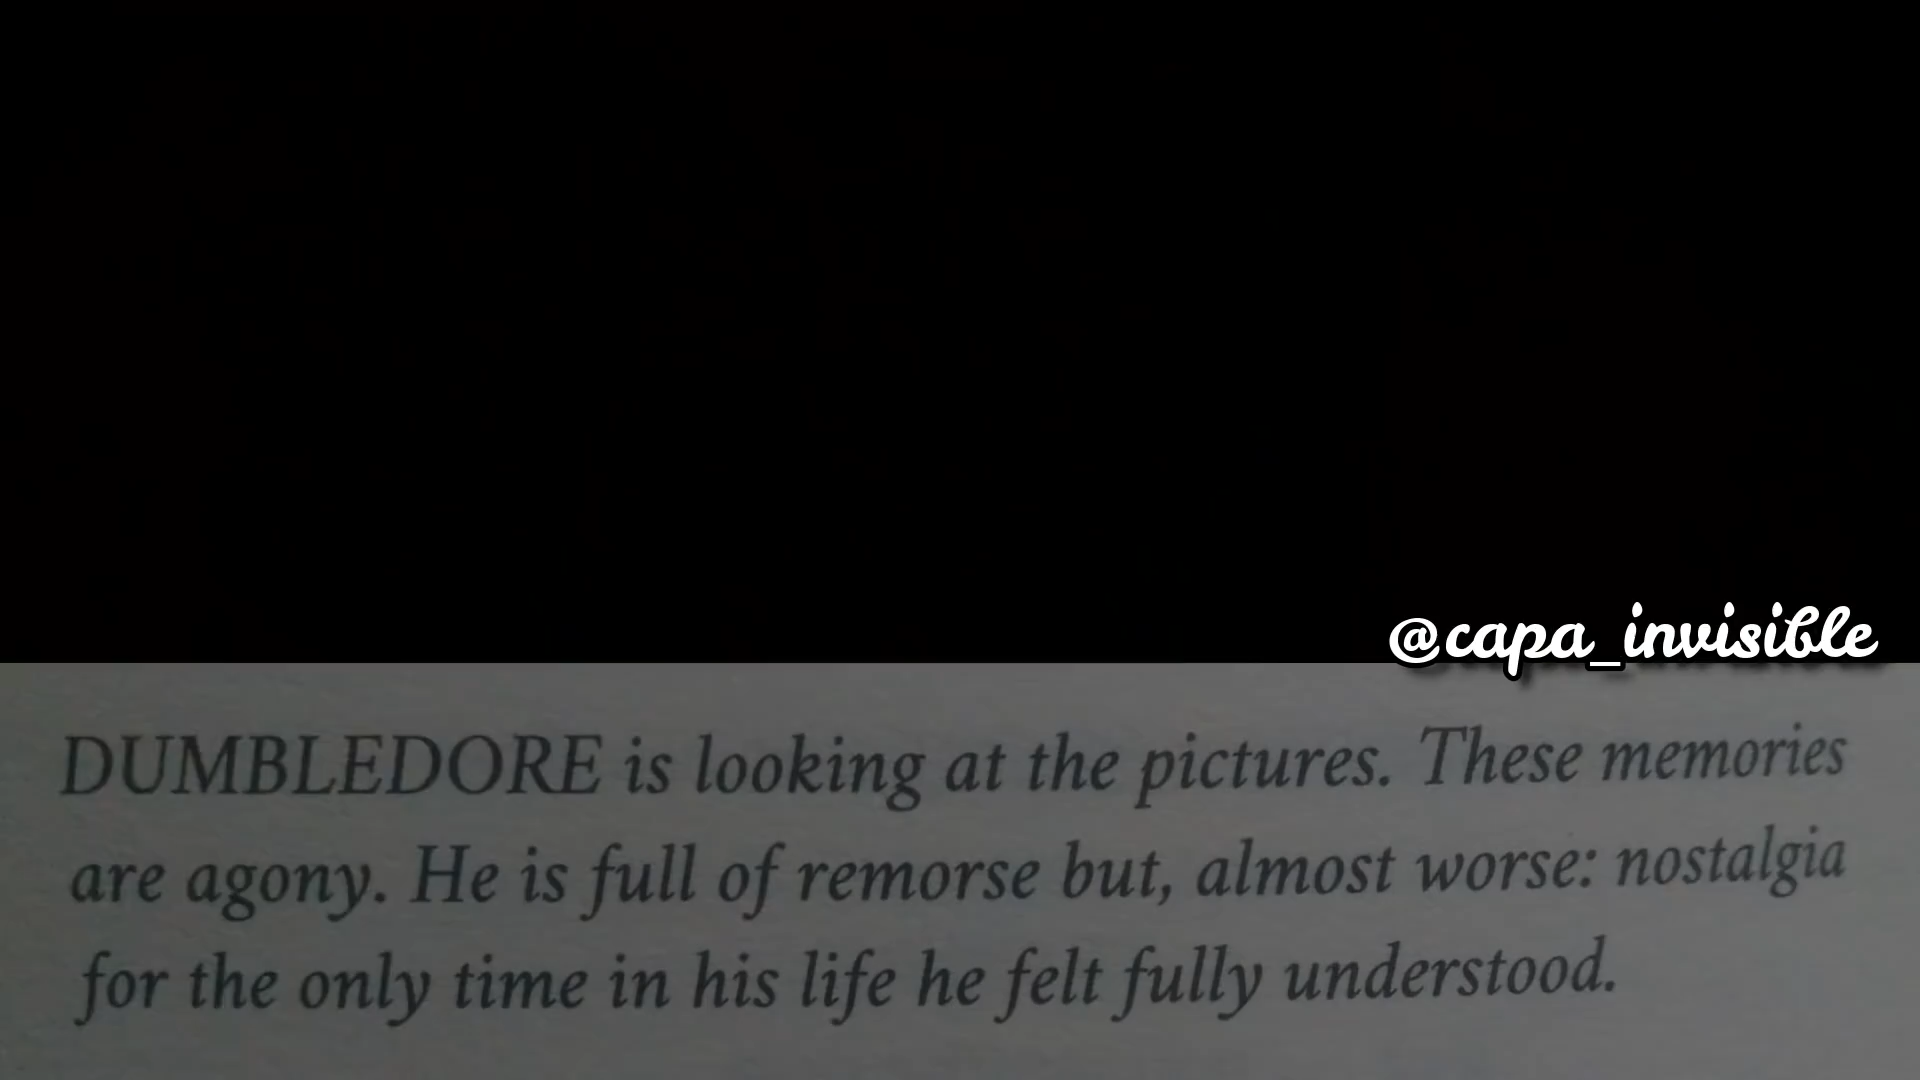 @capa_invisible
DUMBLEDORE is looking at the pictures. These memories
are agony. He is full of remorse but, almost worse: nostalgia
for the only time in his life he felt fully understood.